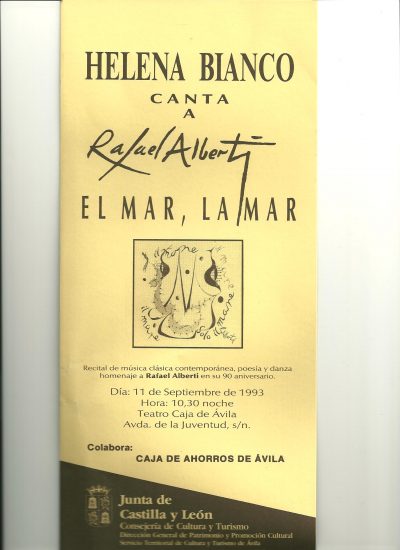 HELENA BIANCO
CANTA
A
Rafael Alberti
EL MAR, LA MAR
Recital de música clásica contemporánea, poesía y danza
homenaje a Rafael Alberti en su 90 aniversario.
Día: 11 de Septiembre de 1993
Hora: 10,30 noche
Teatro Caja de Ávila
Avda. de la Juventud, s/n.
Colabora:
CAJA DE AHORROS DE ÁVILA
Junta de
Castilla y León
Consejería de Cultura y Turismo
Dirección General de Patrimonio y Promoción Cultural
Servicio Territorial de Cultura y Turismo de Ávila